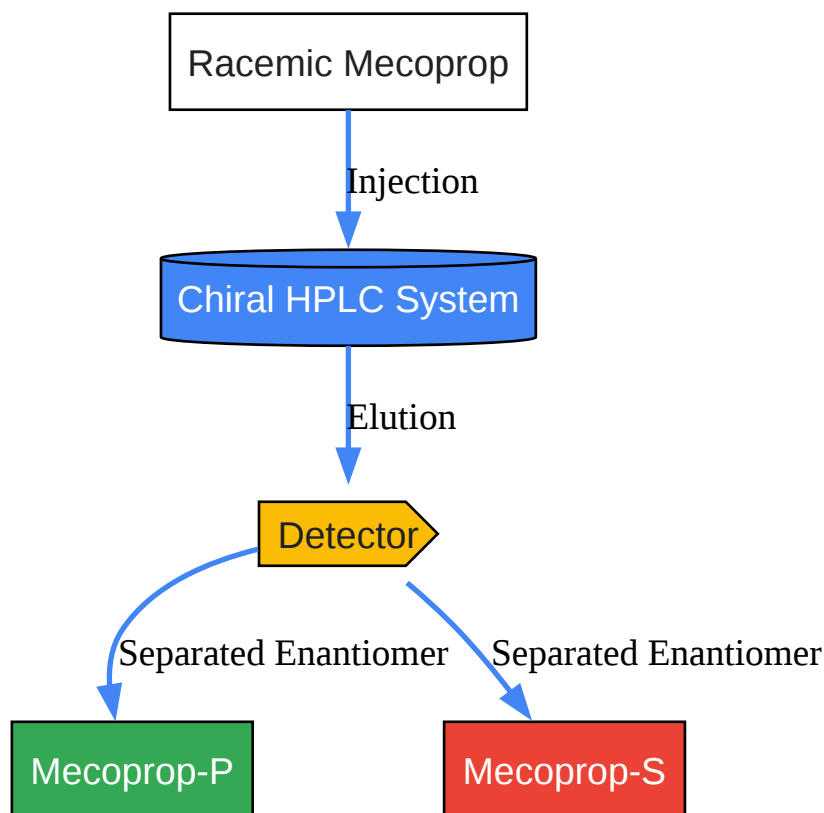 Racemic Mecoprop
Injection
Chiral HPLC System
Elution
Detector
Separated Enantiomer
Separated Enantiomer
Mecoprop-P
Mecoprop-S